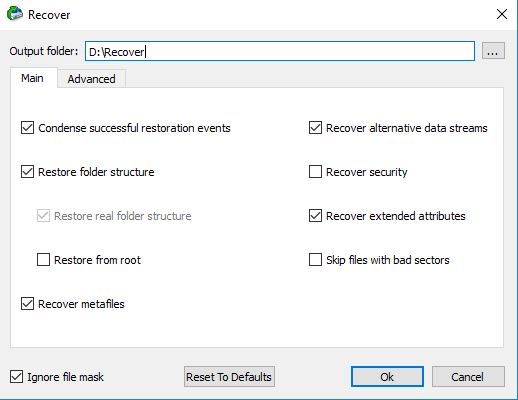 Recover
Output folder: D:\Recover ...
Main Advanced
Condense successful restoration events
Recover alternative data streams
Restore folder structure
Recover security
Restore real folder structure
Recover extended attributes
Restore from root
Skip files with bad sectors
Recover metafiles
Ignore file mask
Reset To Defaults
Ok
Cancel